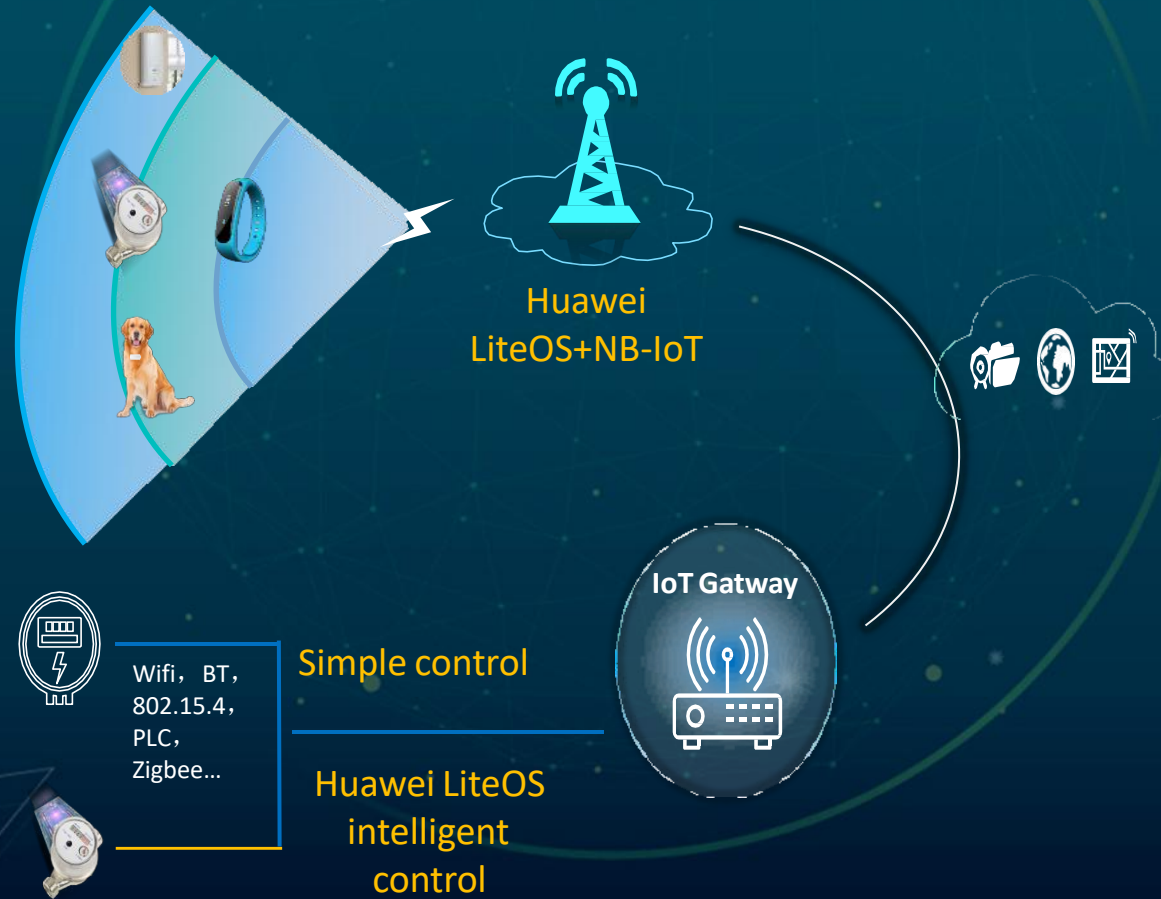 Huawei
LiteOS+NB-IoT
IoT Gatway
Simple control
Wifi，BT，
802.15.4，
PLC，
Zigbee…
Huawei LiteOS
intelligent
control